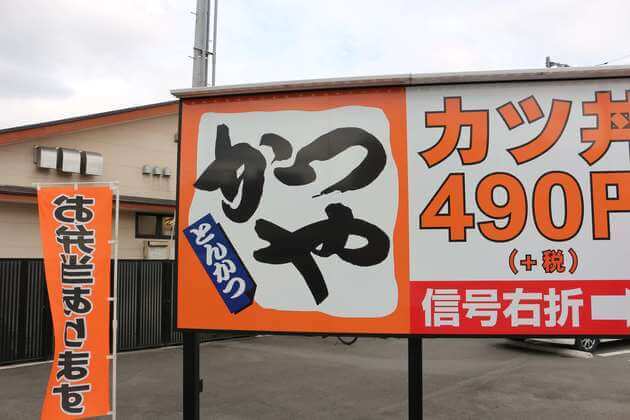 かつや
とんかつ
カツ丼
490円
(+税)
信号右折
お弁当あります